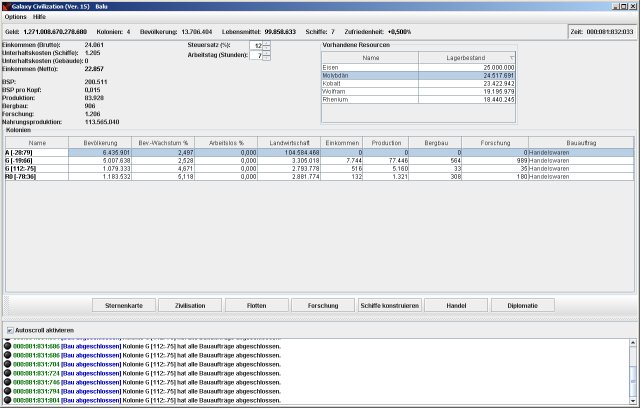 Galaxy Civilization (Ver. 15) Balu
Options Hilfe
Geld: 1.271.008.670.278.680 Kolonien: 4 Bevölkerung: 13.706.404 Lebensmittel: 99.858.633 Schiffe: 7 Zufriedenheit: +0,500% Zeit: 000:081:832:033
Einkommen (Brutto): 24.061
Unterhaltskosten (Schiffe): 1.205
Unterhaltskosten (Gebäude): 0
Einkommen (Netto): 22.857
BSP: 200.511
BSP pro Kopf: 0,015
Produktion: 83.928
Bergbau: 906
Forschung: 1.206
Nahrungsproduktion: 113.565.040
Steuersatz (%): 12
Arbeitstag (Stunden): 7
Vorhandene Resourcen
Name Lagerbestand
Eisen 25.000.000
Molybdän 24.517.691
Kobalt 23.422.942
Wolfram 19.195.979
Rhenium 18.440.245
Kolonien
Name Bevölkerung Bev.-Wachstum % Arbeitslos % Landwirtschaft Einkommen Production Bergbau Forschung Bauauftrag
A [-28:79] 6.435.901 2,497 0,000 104.584.468 0 0 0 0 Handelswaren
G [-19:66] 5.007.638 2,528 0,000 3.305.018 7.744 77.446 564 989 Handelswaren
G [112:-75] 1.079.333 4,671 0,000 2.793.778 516 5.160 33 35 Handelswaren
R0 [-78:36] 1.183.532 5,118 0,000 2.881.774 132 1.321 308 180 Handelswaren
Sternenkarte Zivilisation Flotten Forschung Schiffe konstruieren Handel Diplomatie
Autoscroll aktivieren
000:081:831:606 [Bau abgeschlossen] Kolonie G [112:-75] hat alle Bauaufträge abgeschlossen.
000:081:831:686 [Bau abgeschlossen] Kolonie G [112:-75] hat alle Bauaufträge abgeschlossen.
000:081:831:704 [Bau abgeschlossen] Kolonie G [112:-75] hat alle Bauaufträge abgeschlossen.
000:081:831:724 [Bau abgeschlossen] Kolonie G [112:-75] hat alle Bauaufträge abgeschlossen.
000:081:831:746 [Bau abgeschlossen] Kolonie G [112:-75] hat alle Bauaufträge abgeschlossen.
000:081:831:794 [Bau abgeschlossen] Kolonie G [112:-75] hat alle Bauaufträge abgeschlossen.
000:081:831:804 [Bau abgeschlossen] Kolonie G [112:-75] hat alle Bauaufträge abgeschlossen.